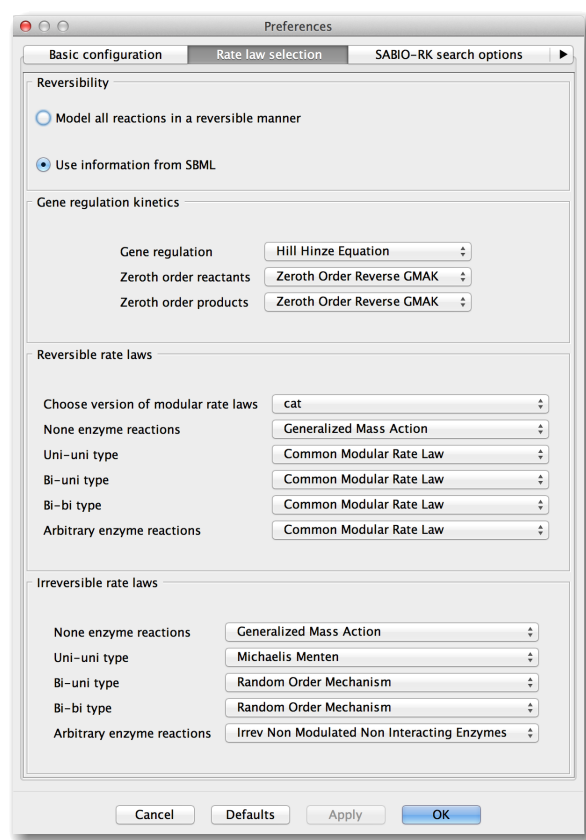 Preferences
Basic configuration Rate law selection SABIO-RK search options
Reversibility
Model all reactions in a reversible manner
Use information from SBML
Gene regulation kinetics
Gene regulation Hill Hinze Equation
Zeroth order reactants Zeroth Order Reverse GMAK
Zeroth order products Zeroth Order Reverse GMAK
Reversible rate laws
Choose version of modular rate laws cat
None enzyme reactions Generalized Mass Action
Uni-uni type Common Modular Rate Law
Bi-uni type Common Modular Rate Law
Bi-bi type Common Modular Rate Law
Arbitrary enzyme reactions Common Modular Rate Law
Irreversible rate laws
None enzyme reactions Generalized Mass Action
Uni-uni type Michaelis Menten
Bi-uni type Random Order Mechanism
Bi-bi type Random Order Mechanism
Arbitrary enzyme reactions Irrev Non Modulated Non Interacting Enzymes
Cancel Defaults Apply OK